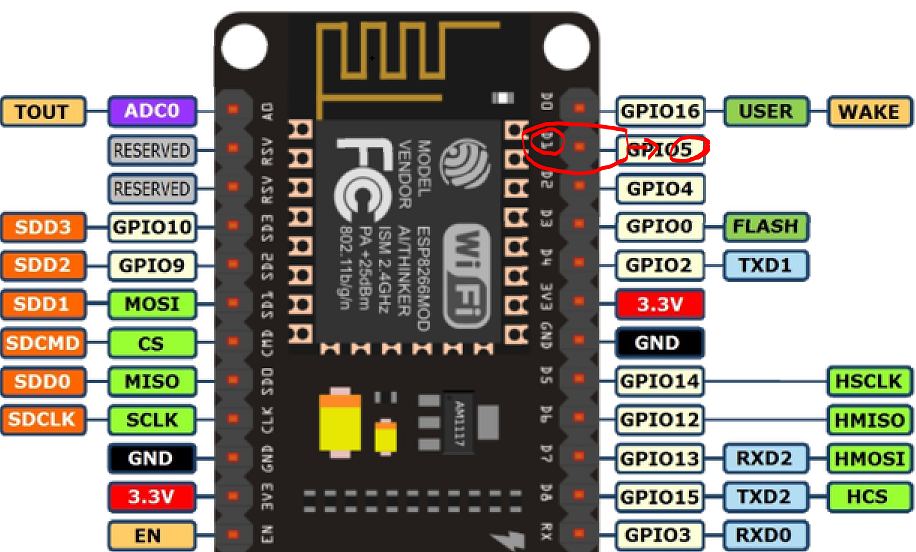 TOUT ADC0 A0 D0 GPIO16 USER WAKE
RESERVED RSV D1 GPIO5
RESERVED RSV D2 GPIO4
SDD3 GPIO10 SD3 D3 GPIO0 FLASH
SDD2 GPIO9 SD2 D4 GPIO2 TXD1
SDD1 MOSI SD1 3V3 3.3V
SDCMD CS CMD GND GND
SDD0 MISO SD0 D5 GPIO14 HSCLK
SDCLK SCLK CLK D6 GPIO12 HMISO
GND GND D7 GPIO13 RXD2 HMOSI
3.3V 3V3 D8 GPIO15 TXD2 HCS
EN EN RX GPIO3 RXD0
MODEL ESP8266MOD
VENDOR AI/THINKER
ISM 2.4GHz
PA +25dBm
802.11b/g/n
FC
Wi Fi
AM1117